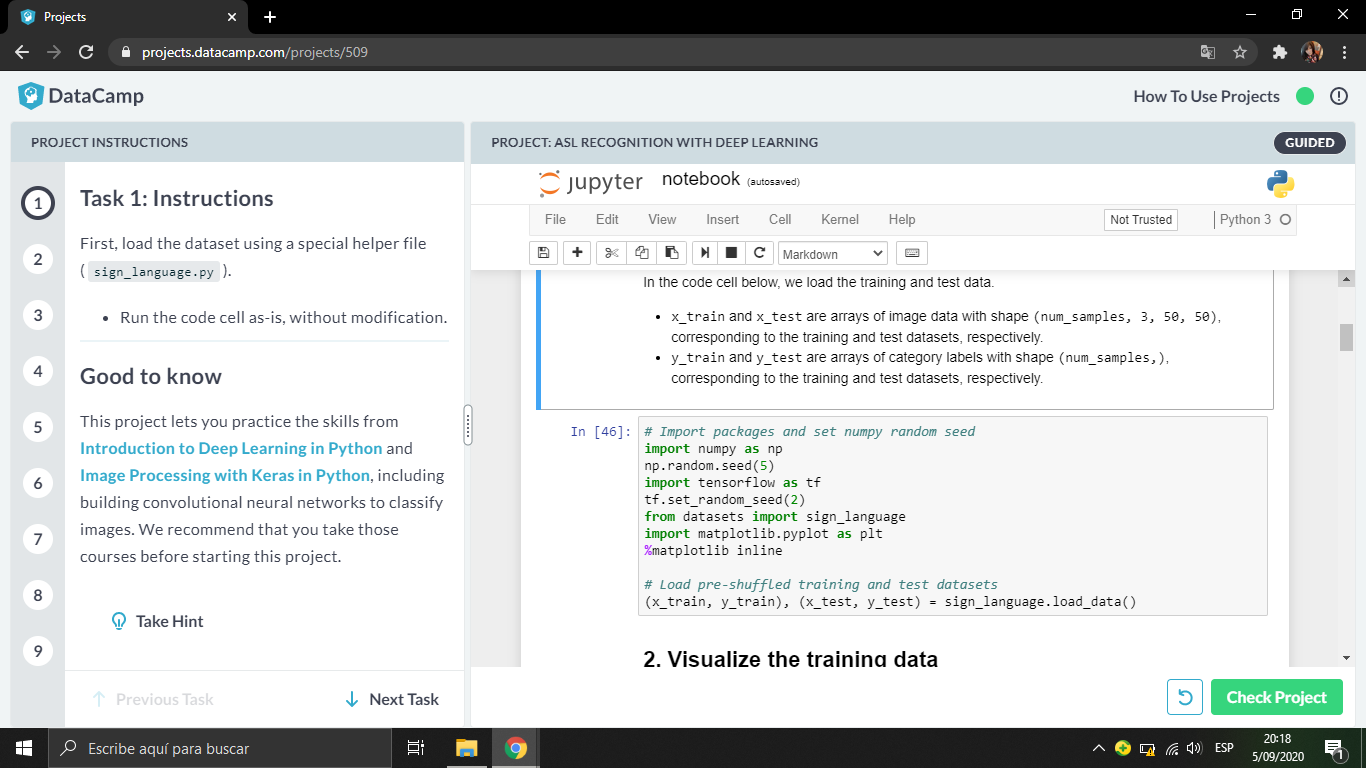 Projects
projects.datacamp.com/projects/509
DataCamp
How To Use Projects
PROJECT INSTRUCTIONS
1
2
3
4
5
6
7
8
9
Task 1: Instructions
First, load the dataset using a special helper file
( sign_language.py ).
• Run the code cell as-is, without modification.
Good to know
This project lets you practice the skills from
Introduction to Deep Learning in Python and
Image Processing with Keras in Python, including
building convolutional neural networks to classify
images. We recommend that you take those
courses before starting this project.
Take Hint
Previous Task
Next Task
PROJECT: ASL RECOGNITION WITH DEEP LEARNING
GUIDED
jupyter notebook (autosaved)
File Edit View Insert Cell Kernel Help
Not Trusted
Python 3
Markdown
In the code cell below, we load the training and test data.
• x_train and x_test are arrays of image data with shape (num_samples, 3, 50, 50),
corresponding to the training and test datasets, respectively.
• y_train and y_test are arrays of category labels with shape (num_samples,),
corresponding to the training and test datasets, respectively.
In [46]:
# Import packages and set numpy random seed
import numpy as np
np.random.seed(5)
import tensorflow as tf
tf.set_random_seed(2)
from datasets import sign_language
import matplotlib.pyplot as plt
%matplotlib inline
# Load pre-shuffled training and test datasets
(x_train, y_train), (x_test, y_test) = sign_language.load_data()
2. Visualize the training data
Check Project
Escribe aquí para buscar
ESP
20:18
5/09/2020
1